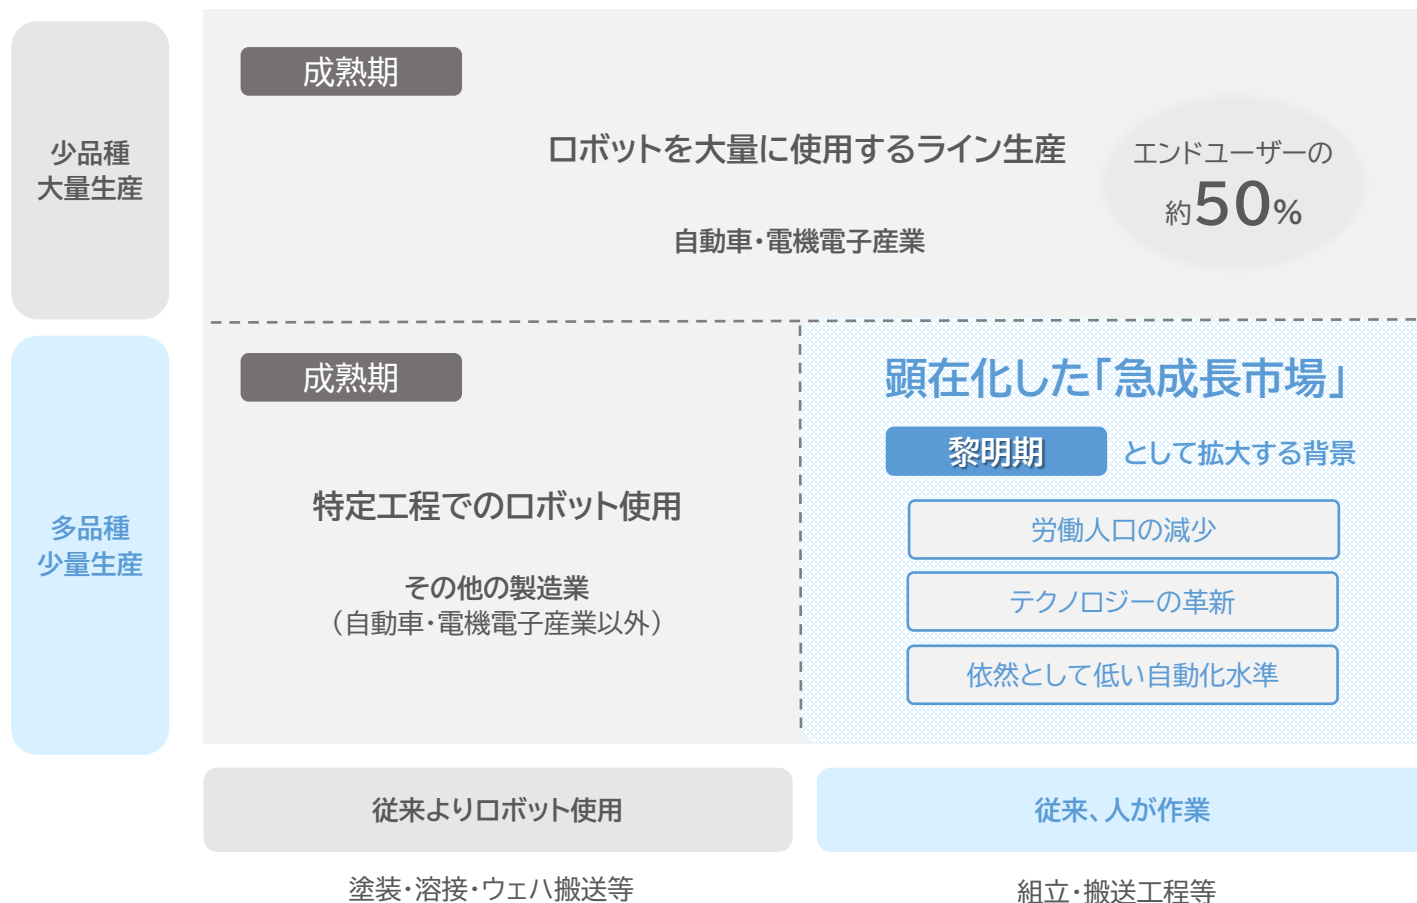 少品種
大量生産
成熟期
ロボットを大量に使用するライン生産
自動車・電機電子産業
エンドユーザーの
約50%
多品種
少量生産
成熟期
特定工程でのロボット使用
その他の製造業
（自動車・電機電子産業以外）
顕在化した「急成長市場」
黎明期 として拡大する背景
労働人口の減少
テクノロジーの革新
依然として低い自動化水準
従来よりロボット使用
従来、人が作業
塗装・溶接・ウェハ搬送等
組立・搬送工程等